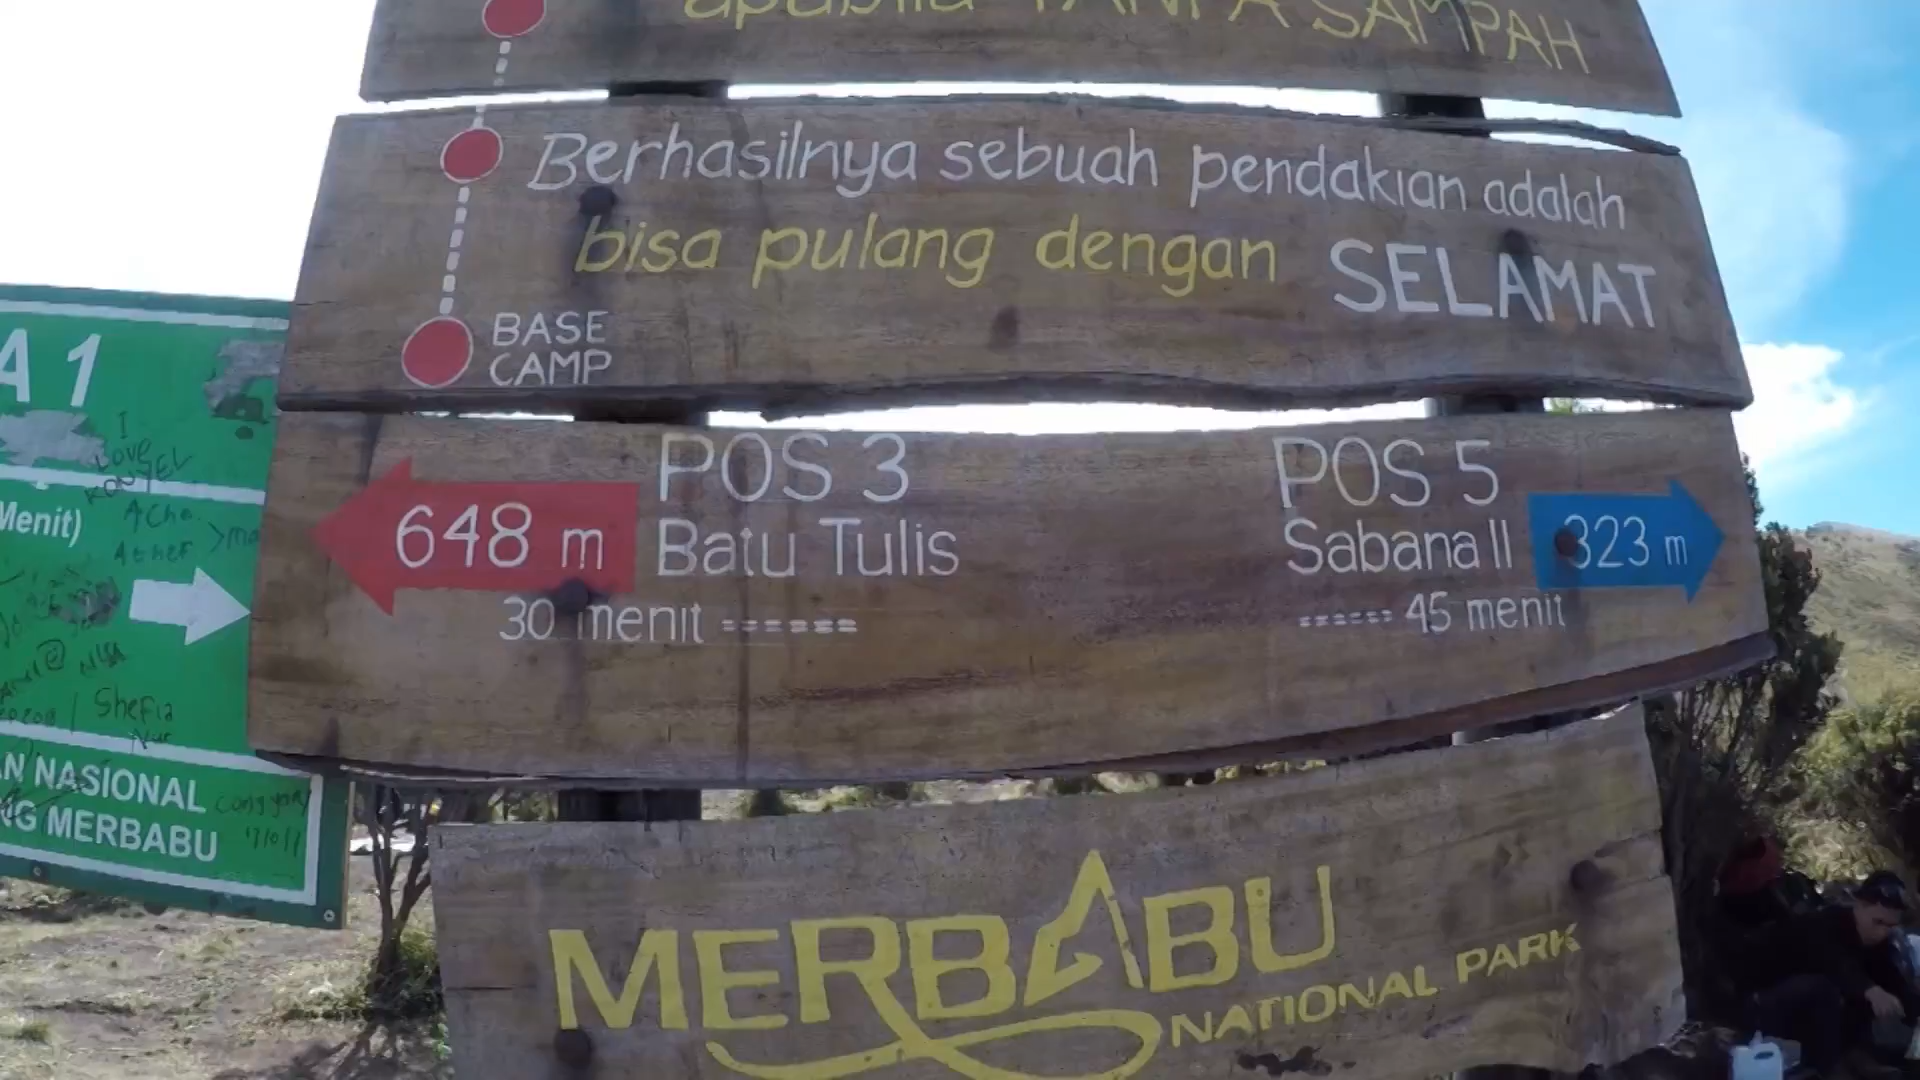 apabila TANPA SAMPAH
Berhasilnya sebuah pendakian adalah
bisa pulang dengan SELAMAT
BASE
CAMP
POS 3
648 m
Batu Tulis
30 menit
POS 5
Sabana II
323 m
45 menit
MERBABU
NATIONAL PARK
A 1
I
LOVE
Menit)
Shefia
Nur
NASIONAL
MERBABU